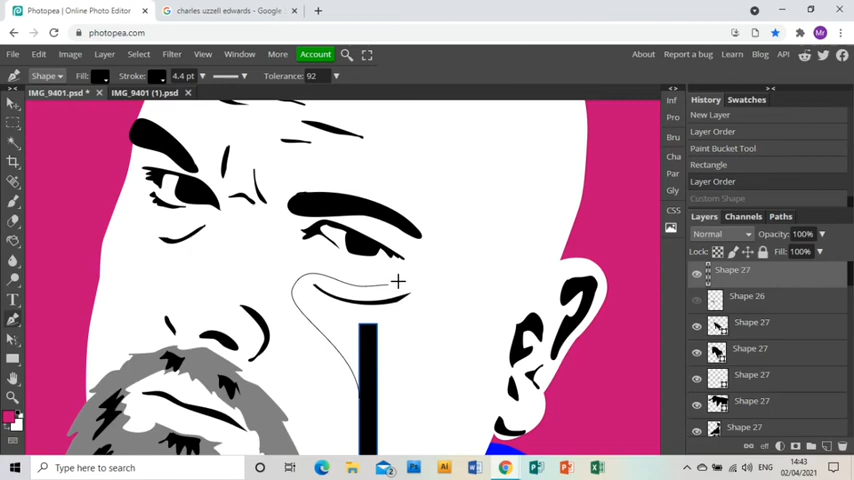 Photopea | Online Photo Editor
charles uzzell edwards - Google
photopea.com
Mr
File Edit Image Layer Select Filter View Window More Account
About Report a bug Learn Blog API
Shape Fill: Stroke: 4.4 pt Tolerance: 92
IMG_9401.psd * IMG_9401 (1).psd
Inf
Pro
Bru
Cha
Par
Gly
CSS
History Swatches
New Layer
Layer Order
Paint Bucket Tool
Rectangle
Layer Order
Custom Shape
Layers Channels Paths
Normal Opacity: 100%
Lock: Fill: 100%
Shape 27
Shape 26
Shape 27
Shape 27
Shape 27
Shape 27
Shape 27
eff
Type here to search
2
ENG
14:43
02/04/2021